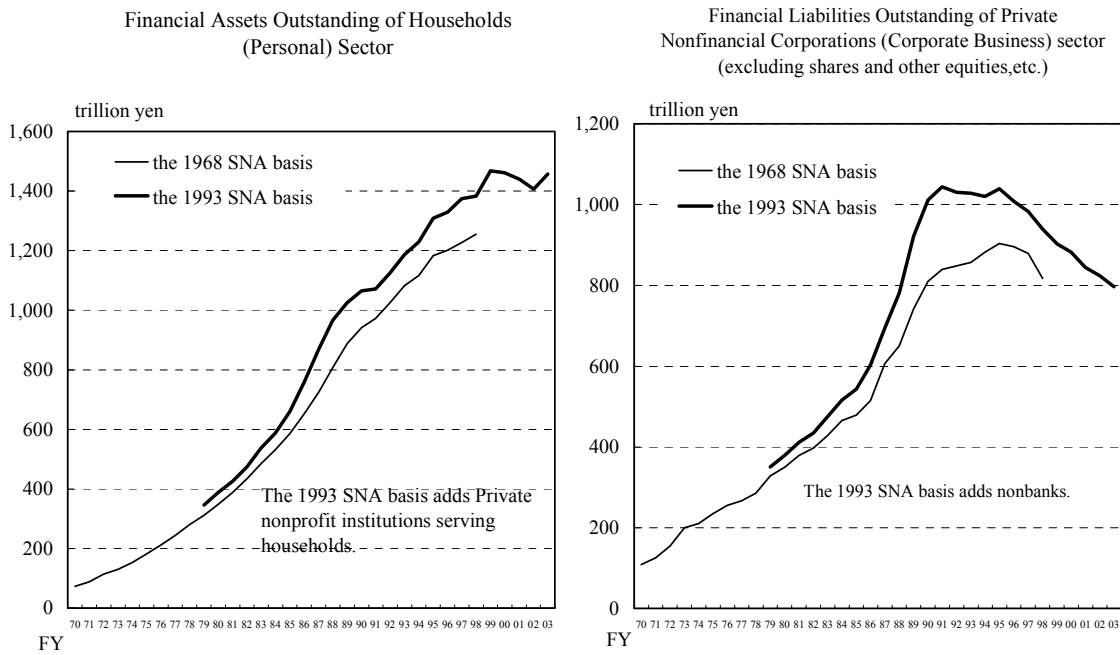 Financial Assets Outstanding of Households
(Personal) Sector
trillion yen
1,600
1,400
1,200
1,000
800
600
400
200
0
the 1968 SNA basis
the 1993 SNA basis
The 1993 SNA basis adds Private
nonprofit institutions serving
households.
70 71 72 73 74 75 76 77 78 79 80 81 82 83 84 85 86 87 88 89 90 91 92 93 94 95 96 97 98 99 00 01 02 03
FY
Financial Liabilities Outstanding of Private
Nonfinancial Corporations (Corporate Business) sector
(excluding shares and other equities,etc.)
trillion yen
1,200
1,000
800
600
400
200
0
the 1968 SNA basis
the 1993 SNA basis
The 1993 SNA basis adds nonbanks.
70 71 72 73 74 75 76 77 78 79 80 81 82 83 84 85 86 87 88 89 90 91 92 93 94 95 96 97 98 99 00 01 02 03
FY